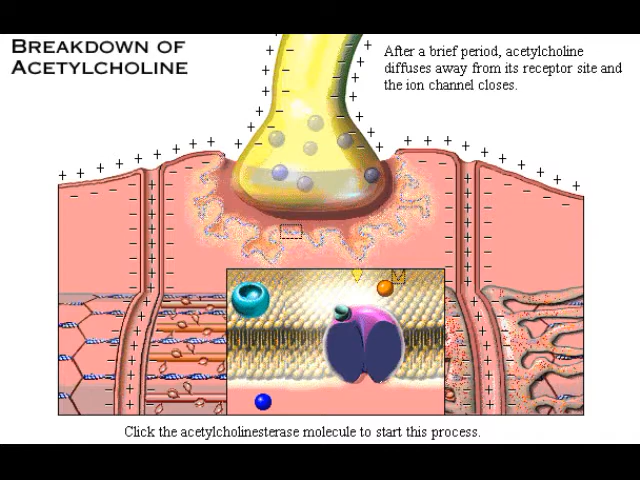 BREAKDOWN OF
ACETYLCHOLINE
After a brief period, acetylcholine
diffuses away from its receptor site and
the ion channel closes.
Click the acetylcholinesterase molecule to start this process.